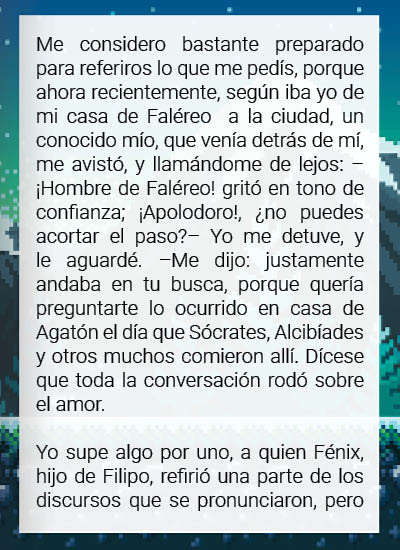 Me considero bastante preparado
para referiros lo que me pedís, porque
ahora recientemente, según iba yo de
mi casa de Faléreo  a la ciudad, un
conocido mío, que venía detrás de mí,
me avistó, y llamándome de lejos: –
¡Hombre de Faléreo! gritó en tono de
confianza; ¡Apolodoro!, ¿no puedes
acortar el paso?– Yo me detuve, y
le aguardé. –Me dijo: justamente
andaba en tu busca, porque quería
preguntarte lo ocurrido en casa de
Agatón el día que Sócrates, Alcibíades
y otros muchos comieron allí. Dícese
que toda la conversación rodó sobre
el amor.
Yo supe algo por uno, a quien Fénix,
hijo de Filipo, refirió una parte de los
discursos que se pronunciaron, pero